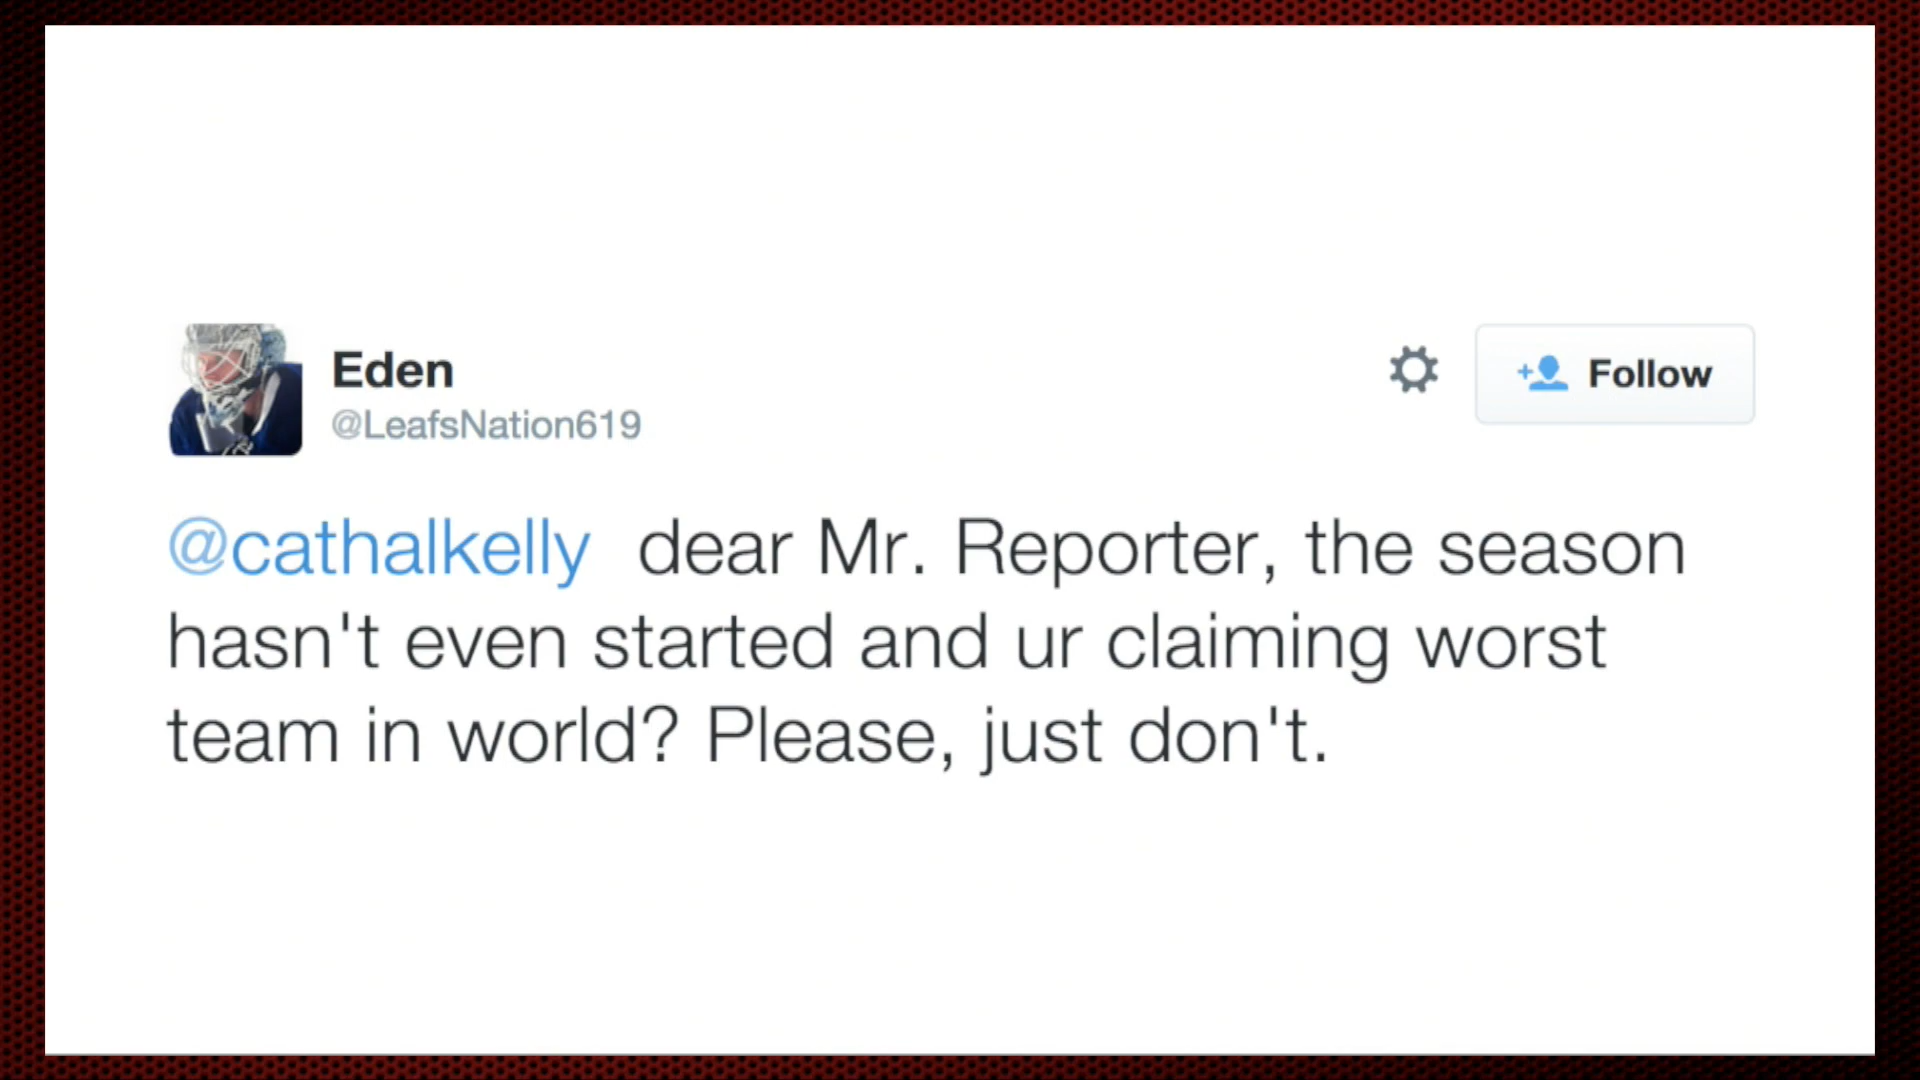 Eden
@LeafsNation619
Follow
@cathalkelly dear Mr. Reporter, the season
hasn't even started and ur claiming worst
team in world? Please, just don't.